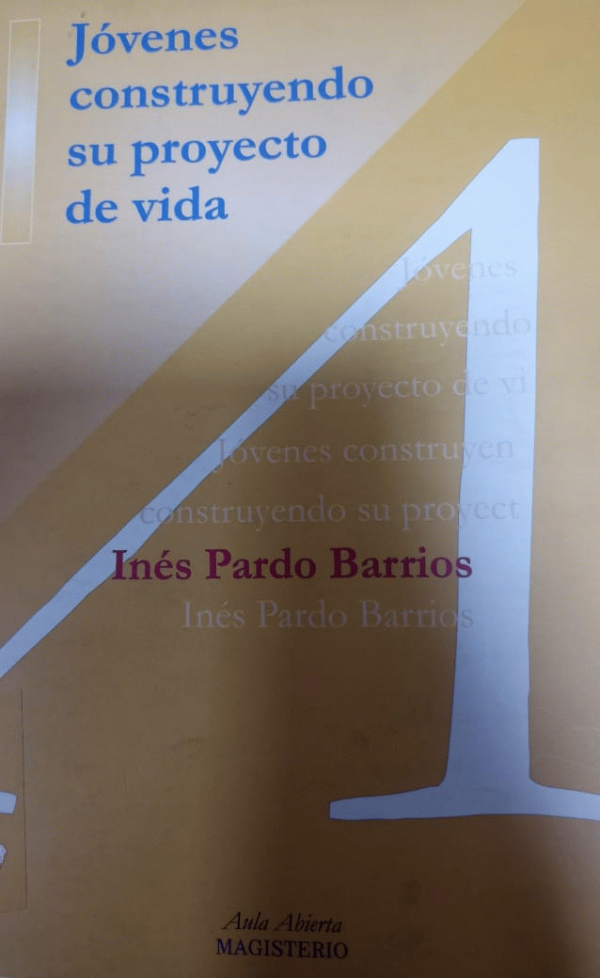 Jóvenes
construyendo
su proyecto
de vida
Jóvenes
construyendo
su proyecto de vi
Jóvenes construyen
construyendo su proyect
Inés Pardo Barrios
Inés Pardo Barrios
Aula Abierta
MAGISTERIO